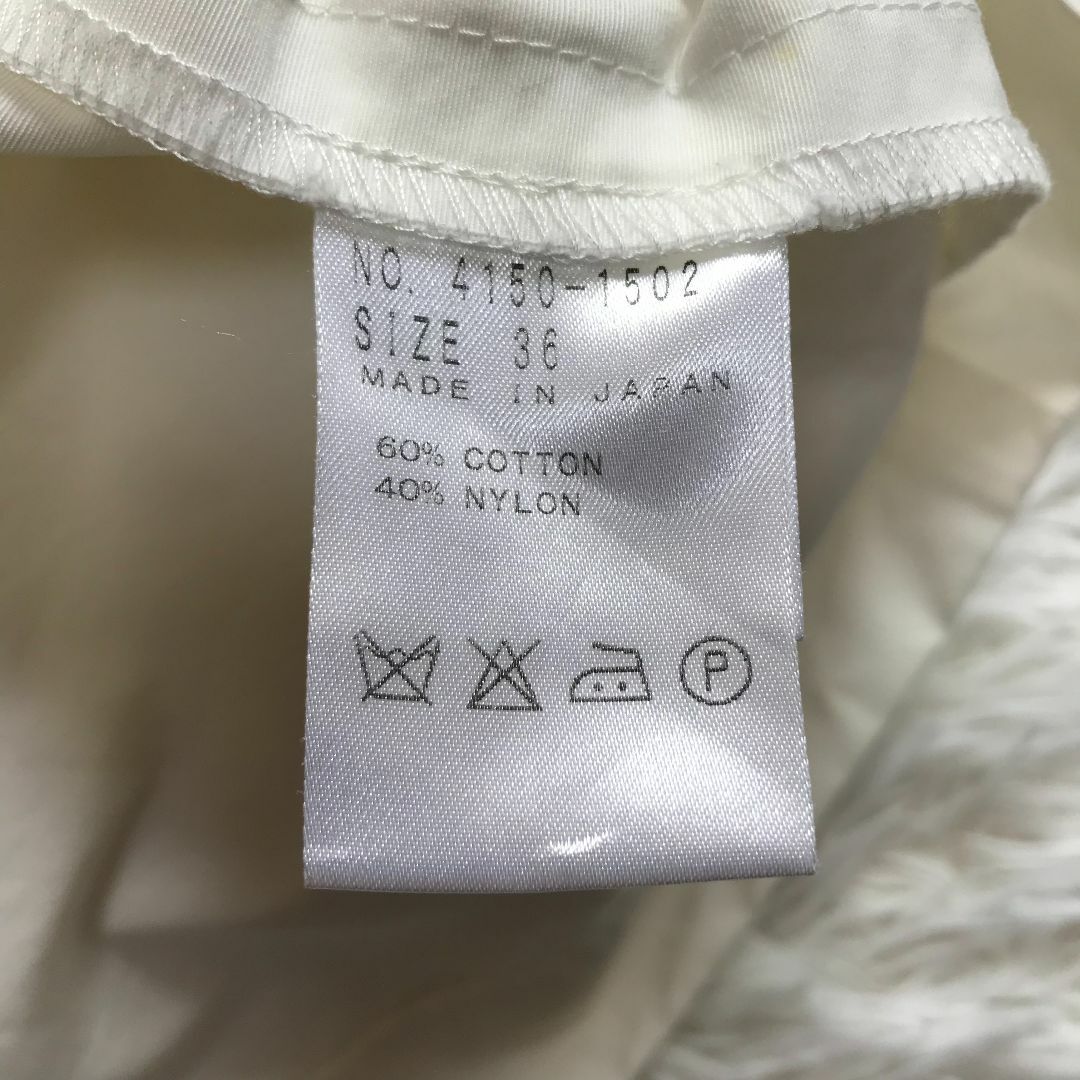 NO. 4150-1502
SIZE 36
MADE IN JAPAN
60% COTTON
40% NYLON
P